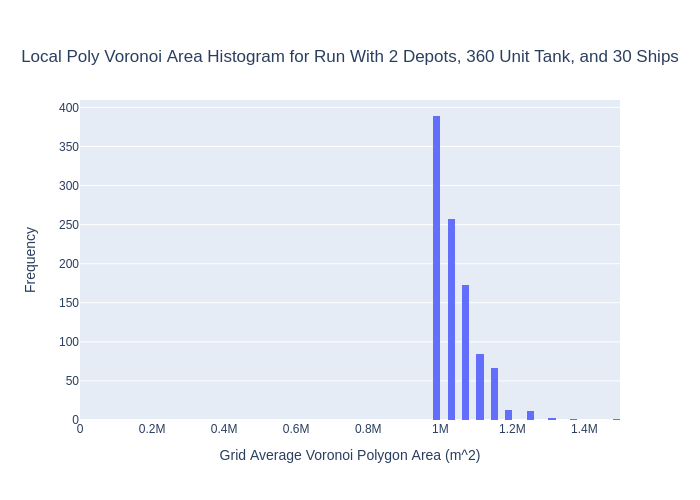 Local Poly Voronoi Area Histogram for Run With 2 Depots, 360 Unit Tank, and 30 Ships
400
350
300
250
200
150
100
50
0
Frequency
0 0.2M 0.4M 0.6M 0.8M 1M 1.2M 1.4M
Grid Average Voronoi Polygon Area (m^2)